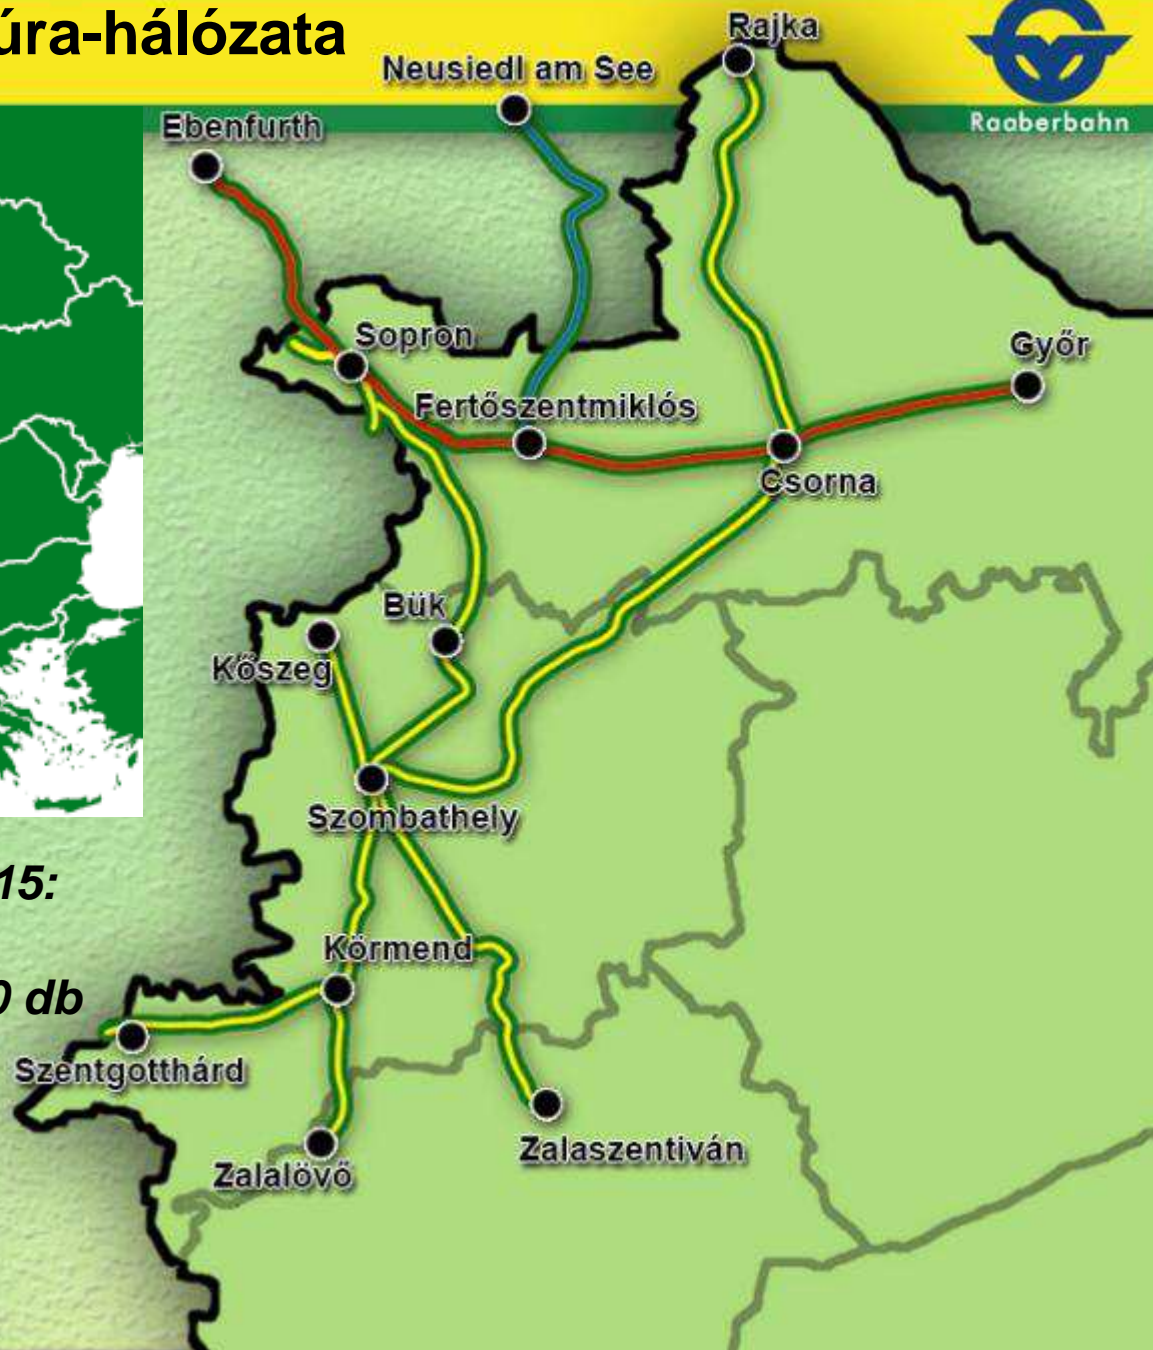 úra-hálózata
Rajka
Neusiedl am See
Raaberbahn
Ebenfurth
Sopron
Győr
Fertőszentmiklós
Csorna
Bük
Kőszeg
Szombathely
15:
Körmend
0 db
Szentgotthárd
Zalaszentiván
Zalalövő